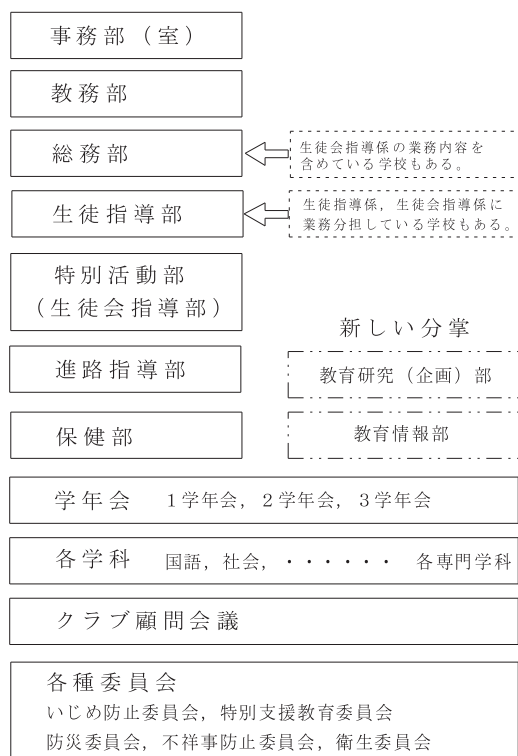 事務部（室）
教務部
総務部
生徒会指導係の業務内容を
含めている学校もある。
生徒指導部
生徒指導係，生徒会指導係に
業務分担している学校もある。
特別活動部
（生徒会指導部）
新しい分掌
進路指導部
教育研究（企画）部
保健部
教育情報部
学年会　１学年会，２学年会，３学年会
各学科　国語，社会，・・・・・・　各専門学科
クラブ顧問会議
各種委員会
いじめ防止委員会，特別支援教育委員会
防災委員会，不祥事防止委員会，衛生委員会